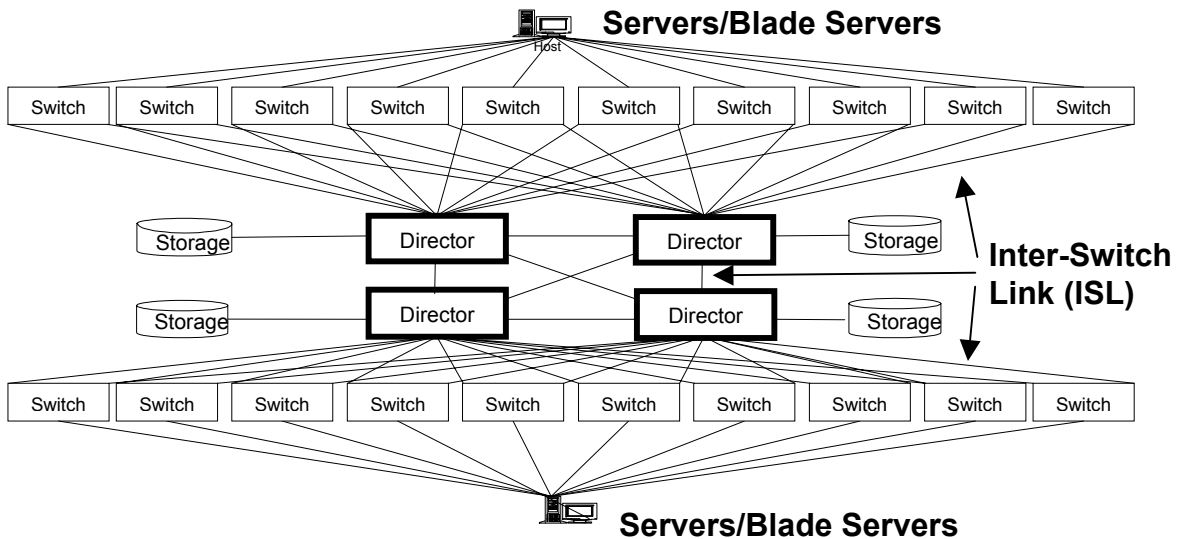 Servers/Blade Servers
Host
Switch Switch Switch Switch Switch Switch Switch Switch Switch Switch
Storage Director Director Storage
Inter-Switch
Link (ISL)
Storage Director Director Storage
Switch Switch Switch Switch Switch Switch Switch Switch Switch Switch
Servers/Blade Servers